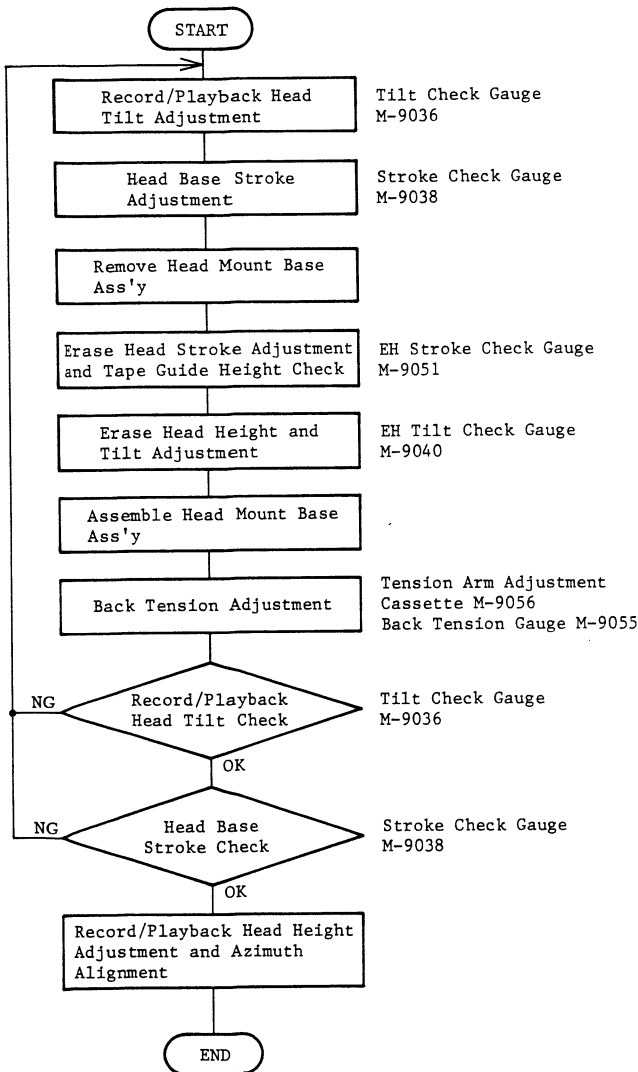 START
Record/Playback Head
Tilt Adjustment
Tilt Check Gauge
M-9036
Head Base Stroke
Adjustment
Stroke Check Gauge
M-9038
Remove Head Mount Base
Ass'y
Erase Head Stroke Adjustment
and Tape Guide Height Check
EH Stroke Check Gauge
M-9051
Erase Head Height and
Tilt Adjustment
EH Tilt Check Gauge
M-9040
Assemble Head Mount Base
Ass'y
Back Tension Adjustment
Tension Arm Adjustment
Cassette M-9056
Back Tension Gauge M-9055
NG
Record/Playback
Head Tilt Check
Tilt Check Gauge
M-9036
OK
NG
Head Base
Stroke Check
Stroke Check Gauge
M-9038
OK
Record/Playback Head Height
Adjustment and Azimuth
Alignment
END